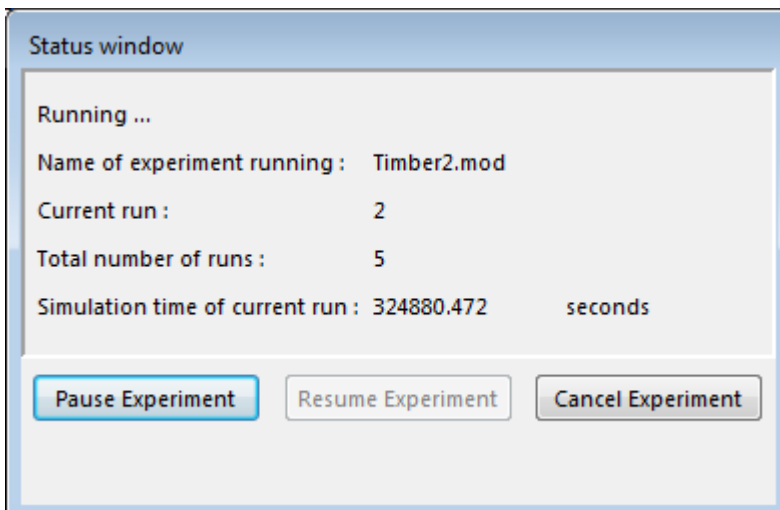 Status window
Running ...
Name of experiment running : Timber2.mod
Current run : 2
Total number of runs : 5
Simulation time of current run : 324880.472 seconds
Pause Experiment Resume Experiment Cancel Experiment